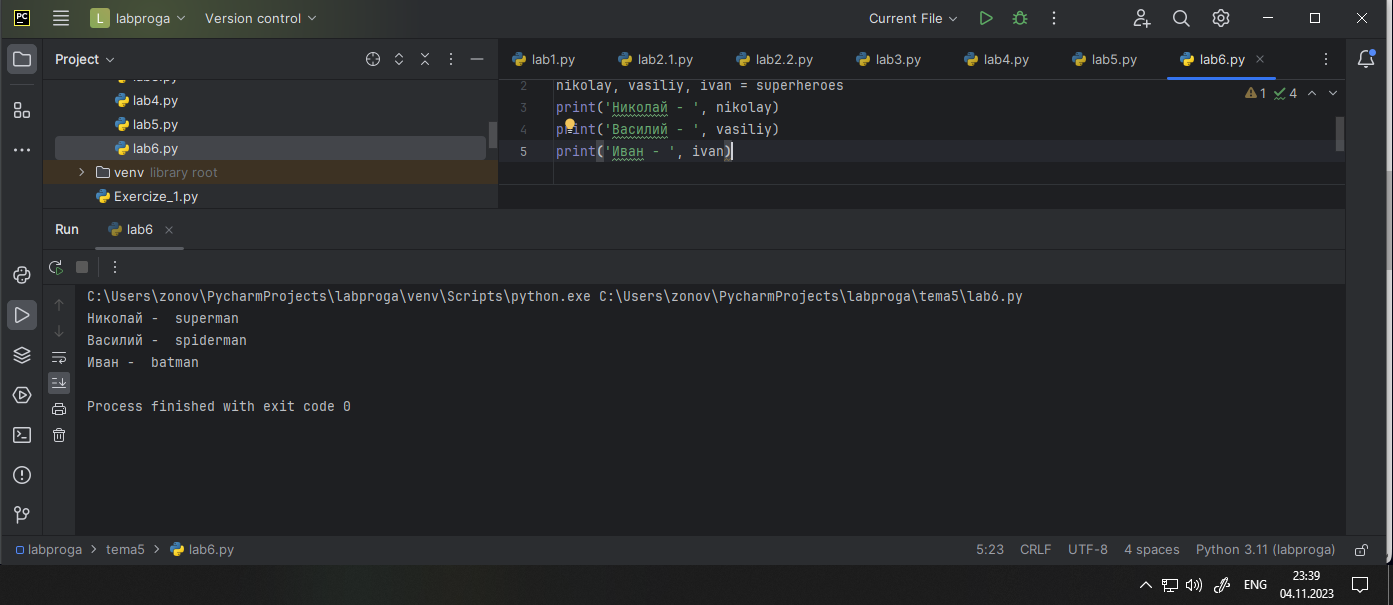 PC
L labproga Version control Current File
Project
lab1.py lab2.1.py lab2.2.py lab3.py lab4.py lab5.py lab6.py
lab4.py
lab5.py
lab6.py
venv library root
Exercize_1.py
2 nikolay, vasiliy, ivan = superheroes
3 print('Николай - ', nikolay)
4 print('Василий - ', vasiliy)
5 print('Иван - ', ivan)
1 4
Run lab6
C:\Users\zonov\PycharmProjects\labproga\venv\Scripts\python.exe C:\Users\zonov\PycharmProjects\labproga\tema5\lab6.py
Николай -  superman
Василий -  spiderman
Иван -  batman
Process finished with exit code 0
labproga > tema5 > lab6.py 5:23 CRLF UTF-8 4 spaces Python 3.11 (labproga)
ENG
23:39
04.11.2023